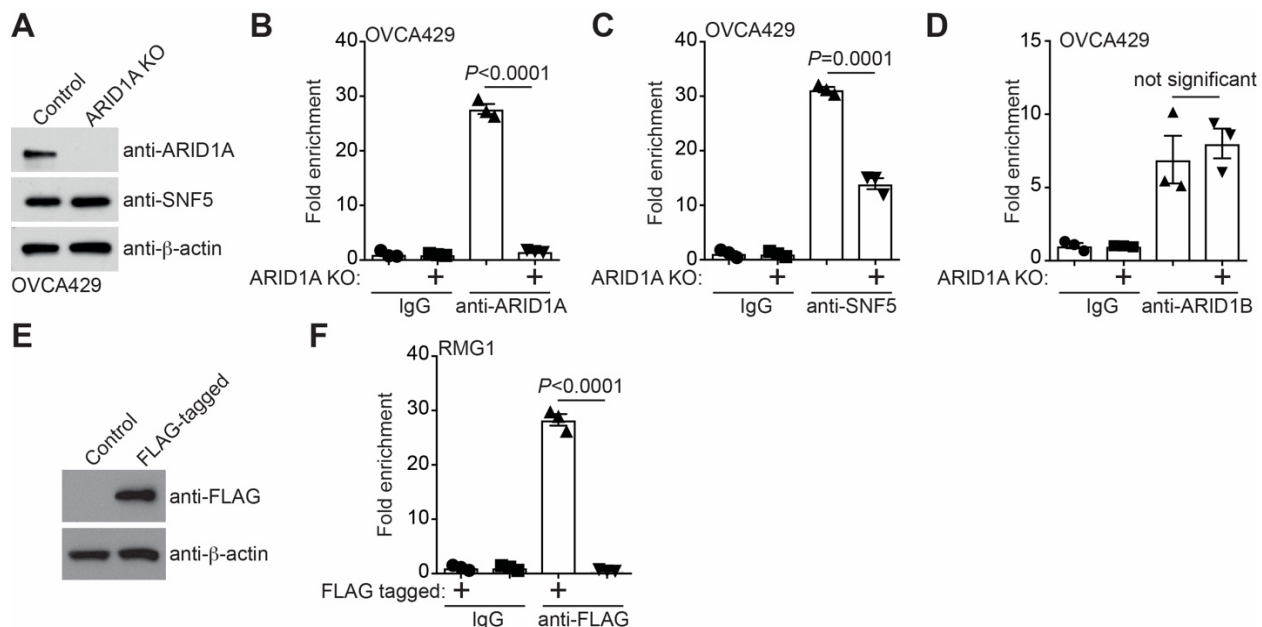 A
Control
ARID1A KO
anti-ARID1A
anti-SNF5
anti-β-actin
OVCA429
B
OVCA429
P<0.0001
Fold enrichment
40
30
20
10
0
ARID1A KO: + +
IgG anti-ARID1A
C
OVCA429
P=0.0001
Fold enrichment
40
30
20
10
0
ARID1A KO: + +
IgG anti-SNF5
D
OVCA429
not significant
Fold enrichment
15
10
5
0
ARID1A KO: + +
IgG anti-ARID1B
E
Control
FLAG-tagged
anti-FLAG
anti-β-actin
F
RMG1
P<0.0001
Fold enrichment
40
30
20
10
0
FLAG tagged: + +
IgG anti-FLAG